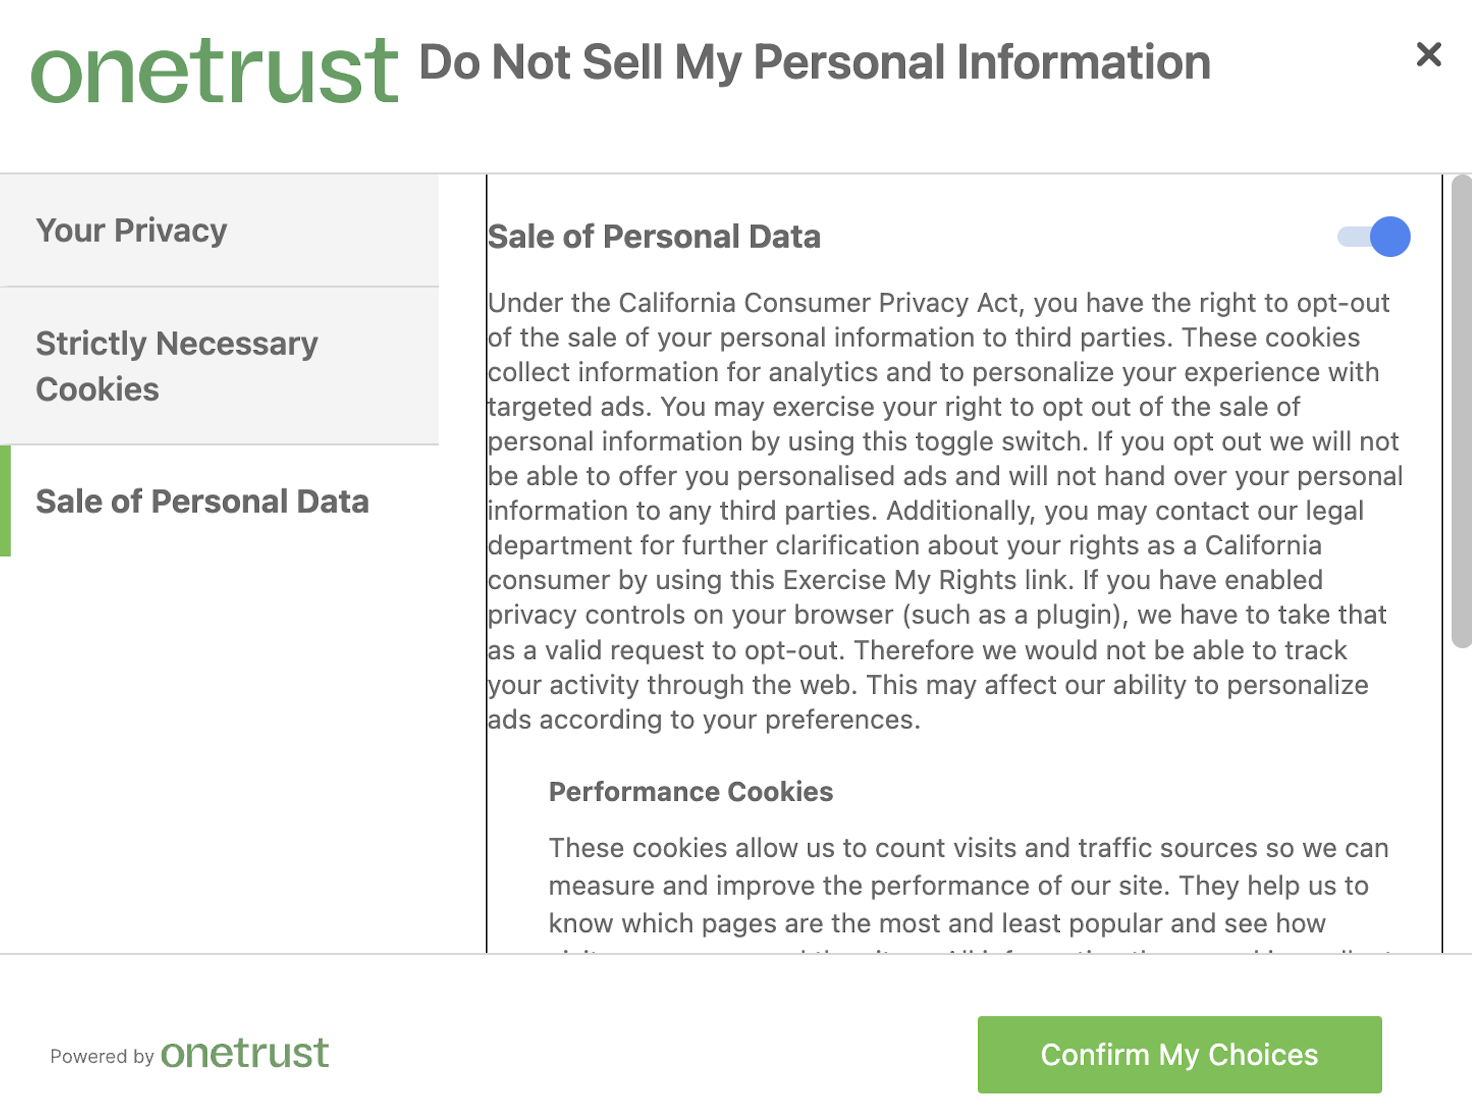 onetrust Do Not Sell My Personal Information
Your Privacy
Strictly Necessary
Cookies
Sale of Personal Data
Sale of Personal Data
Under the California Consumer Privacy Act, you have the right to opt-out
of the sale of your personal information to third parties. These cookies
collect information for analytics and to personalize your experience with
targeted ads. You may exercise your right to opt out of the sale of
personal information by using this toggle switch. If you opt out we will not
be able to offer you personalised ads and will not hand over your personal
information to any third parties. Additionally, you may contact our legal
department for further clarification about your rights as a California
consumer by using this Exercise My Rights link. If you have enabled
privacy controls on your browser (such as a plugin), we have to take that
as a valid request to opt-out. Therefore we would not be able to track
your activity through the web. This may affect our ability to personalize
ads according to your preferences.
Performance Cookies
These cookies allow us to count visits and traffic sources so we can
measure and improve the performance of our site. They help us to
know which pages are the most and least popular and see how
Powered by onetrust
Confirm My Choices